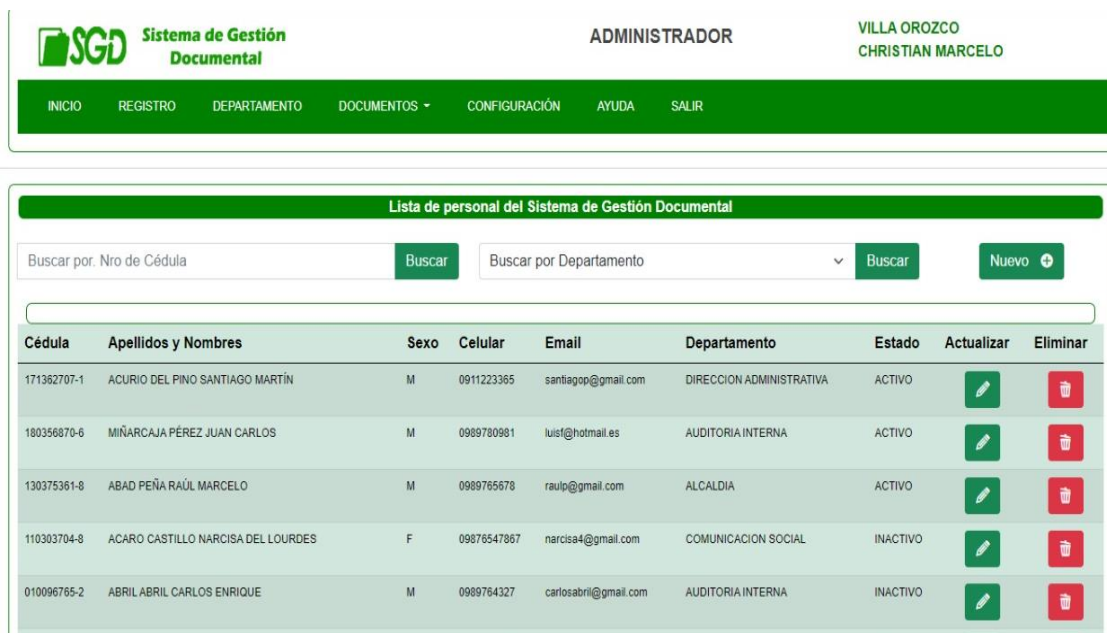 SGD Sistema de Gestión Documental
ADMINISTRADOR
VILLA OROZCO
CHRISTIAN MARCELO
INICIO REGISTRO DEPARTAMENTO DOCUMENTOS CONFIGURACIÓN AYUDA SALIR
Lista de personal del Sistema de Gestión Documental
Buscar por. Nro de Cédula Buscar Buscar por Departamento Buscar Nuevo
Cédula Apellidos y Nombres Sexo Celular Email Departamento Estado Actualizar Eliminar
171362707-1 ACURIO DEL PINO SANTIAGO MARTÍN M 0911223365 santiagop@gmail.com DIRECCION ADMINISTRATIVA ACTIVO
180356870-6 MIÑARCAJA PÉREZ JUAN CARLOS M 0989780981 luisf@hotmail.es AUDITORIA INTERNA ACTIVO
130375361-8 ABAD PEÑA RAÚL MARCELO M 0989765678 raulp@gmail.com ALCALDIA ACTIVO
110303704-8 ACARO CASTILLO NARCISA DEL LOURDES F 09876547867 narcisa4@gmail.com COMUNICACION SOCIAL INACTIVO
010096765-2 ABRIL ABRIL CARLOS ENRIQUE M 0989764327 carlosabril@gmail.com AUDITORIA INTERNA INACTIVO